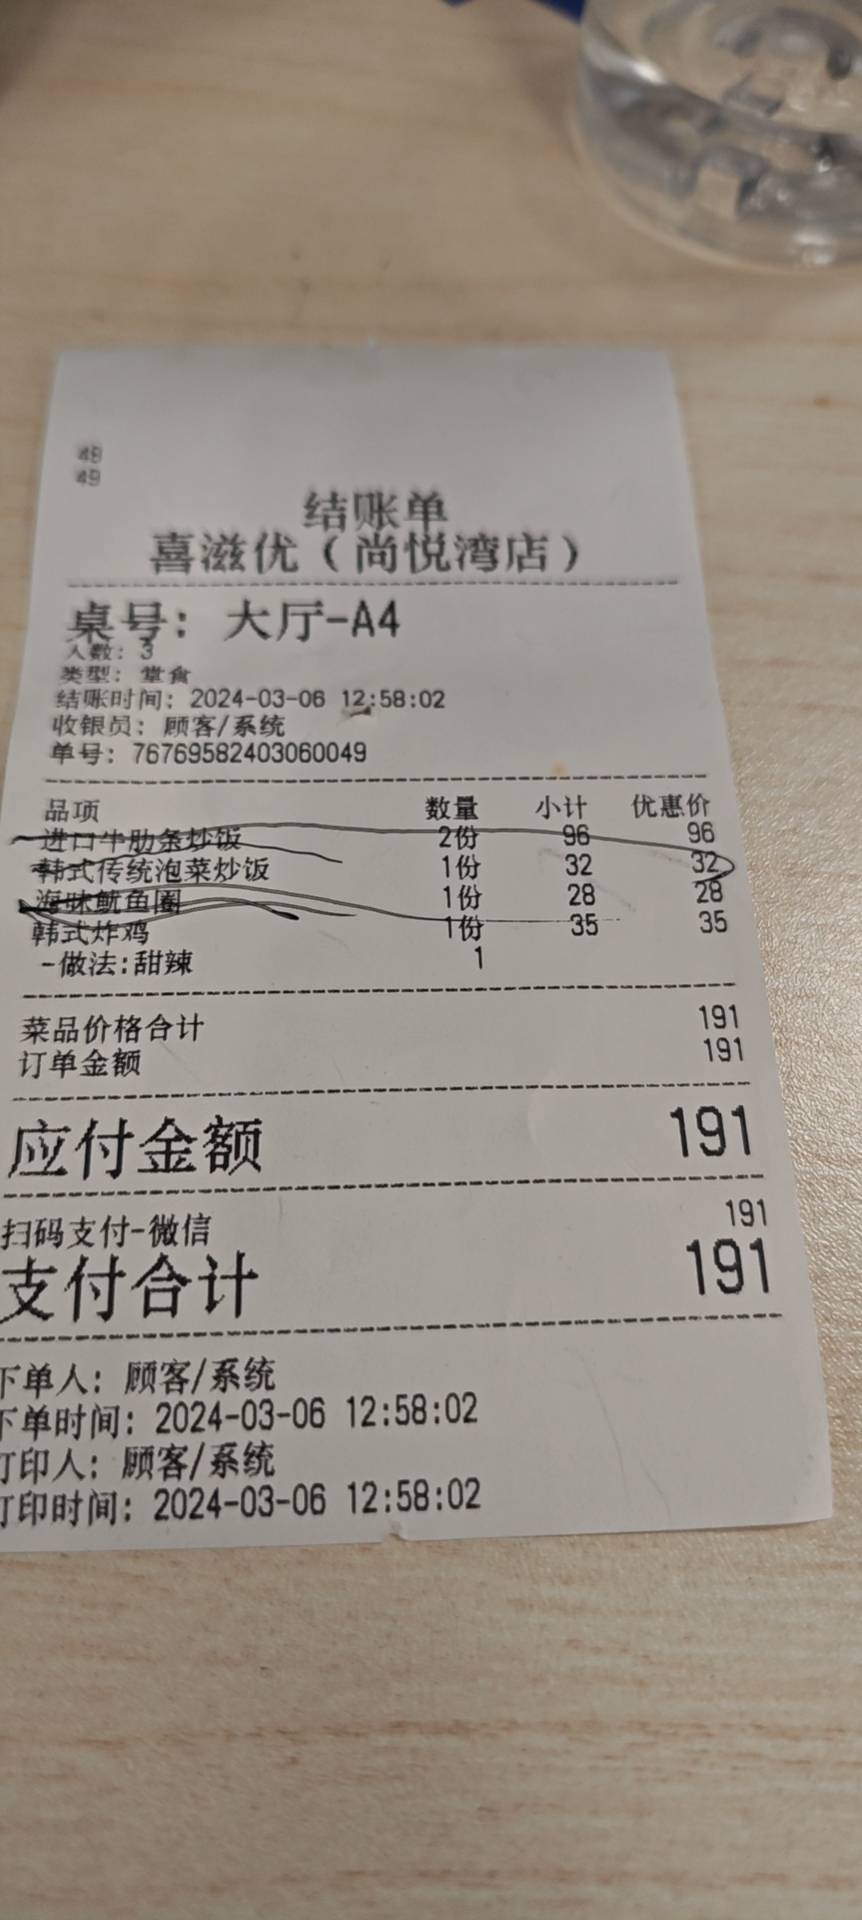 48
49
结账单
喜滋优（尚悦湾店）
桌号：大厅-A4
人数：3
类型：堂食
结账时间：2024-03-06 12:58:02
收银员：顾客/系统
单号：76769582403060049
品项 数量 小计 优惠价
进口牛肋条炒饭 2份 96 96
韩式传统泡菜炒饭 1份 32 32
海味鱿鱼圈 1份 28 28
韩式炸鸡 1份 35 35
-做法:甜辣 1
菜品价格合计 191
订单金额 191
应付金额 191
扫码支付-微信 191
支付合计 191
下单人：顾客/系统
下单时间：2024-03-06 12:58:02
打印人：顾客/系统
打印时间：2024-03-06 12:58:02